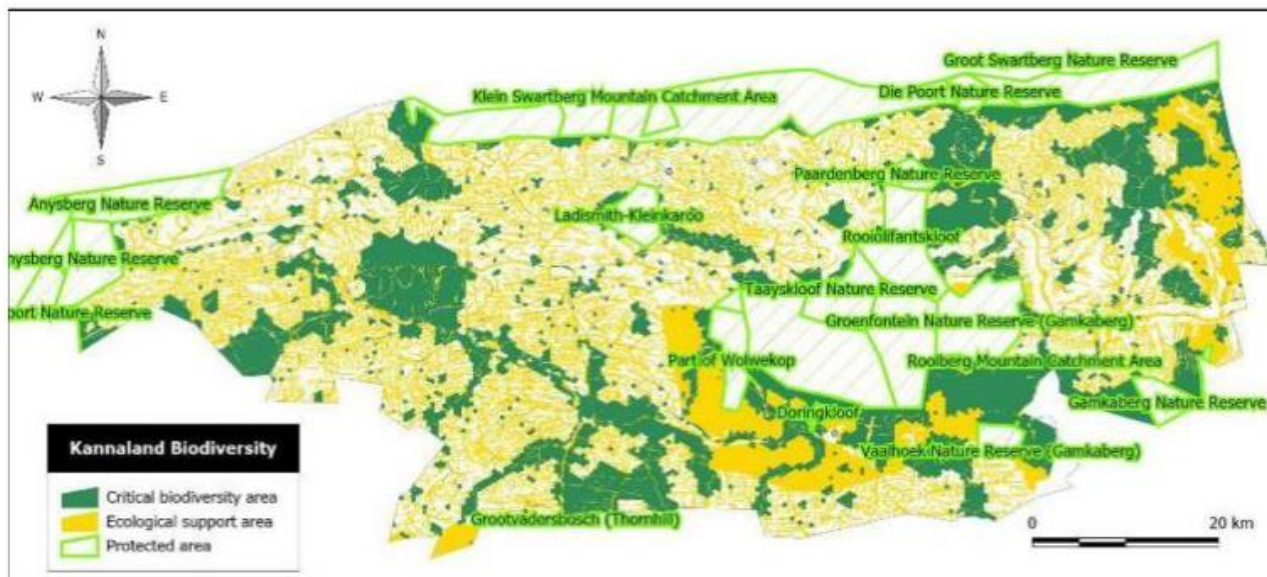 N
W
E
S
Groot Swartberg Nature Reserve
Klein Swartberg Mountain Catchment Area
Die Poort Nature Reserve
Paardenberg Nature Reserve
Anysberg Nature Reserve
Ladismith-Kleinkaroo
Rooiolifantskloof
nysberg Nature Reserve
Taayskloof Nature Reserve
oort Nature Reserve
Groenfontein Nature Reserve (Gamkaberg)
Part of Wolwekop
Rooiberg Mountain Catchment Area
Gamkaberg Nature Reserve
Doringkloof
Vaalhoek Nature Reserve (Gamkaberg)
Grootvadersbosch (Thornhill)
Kannaland Biodiversity
Critical biodiversity area
Ecological support area
Protected area
0
20 km